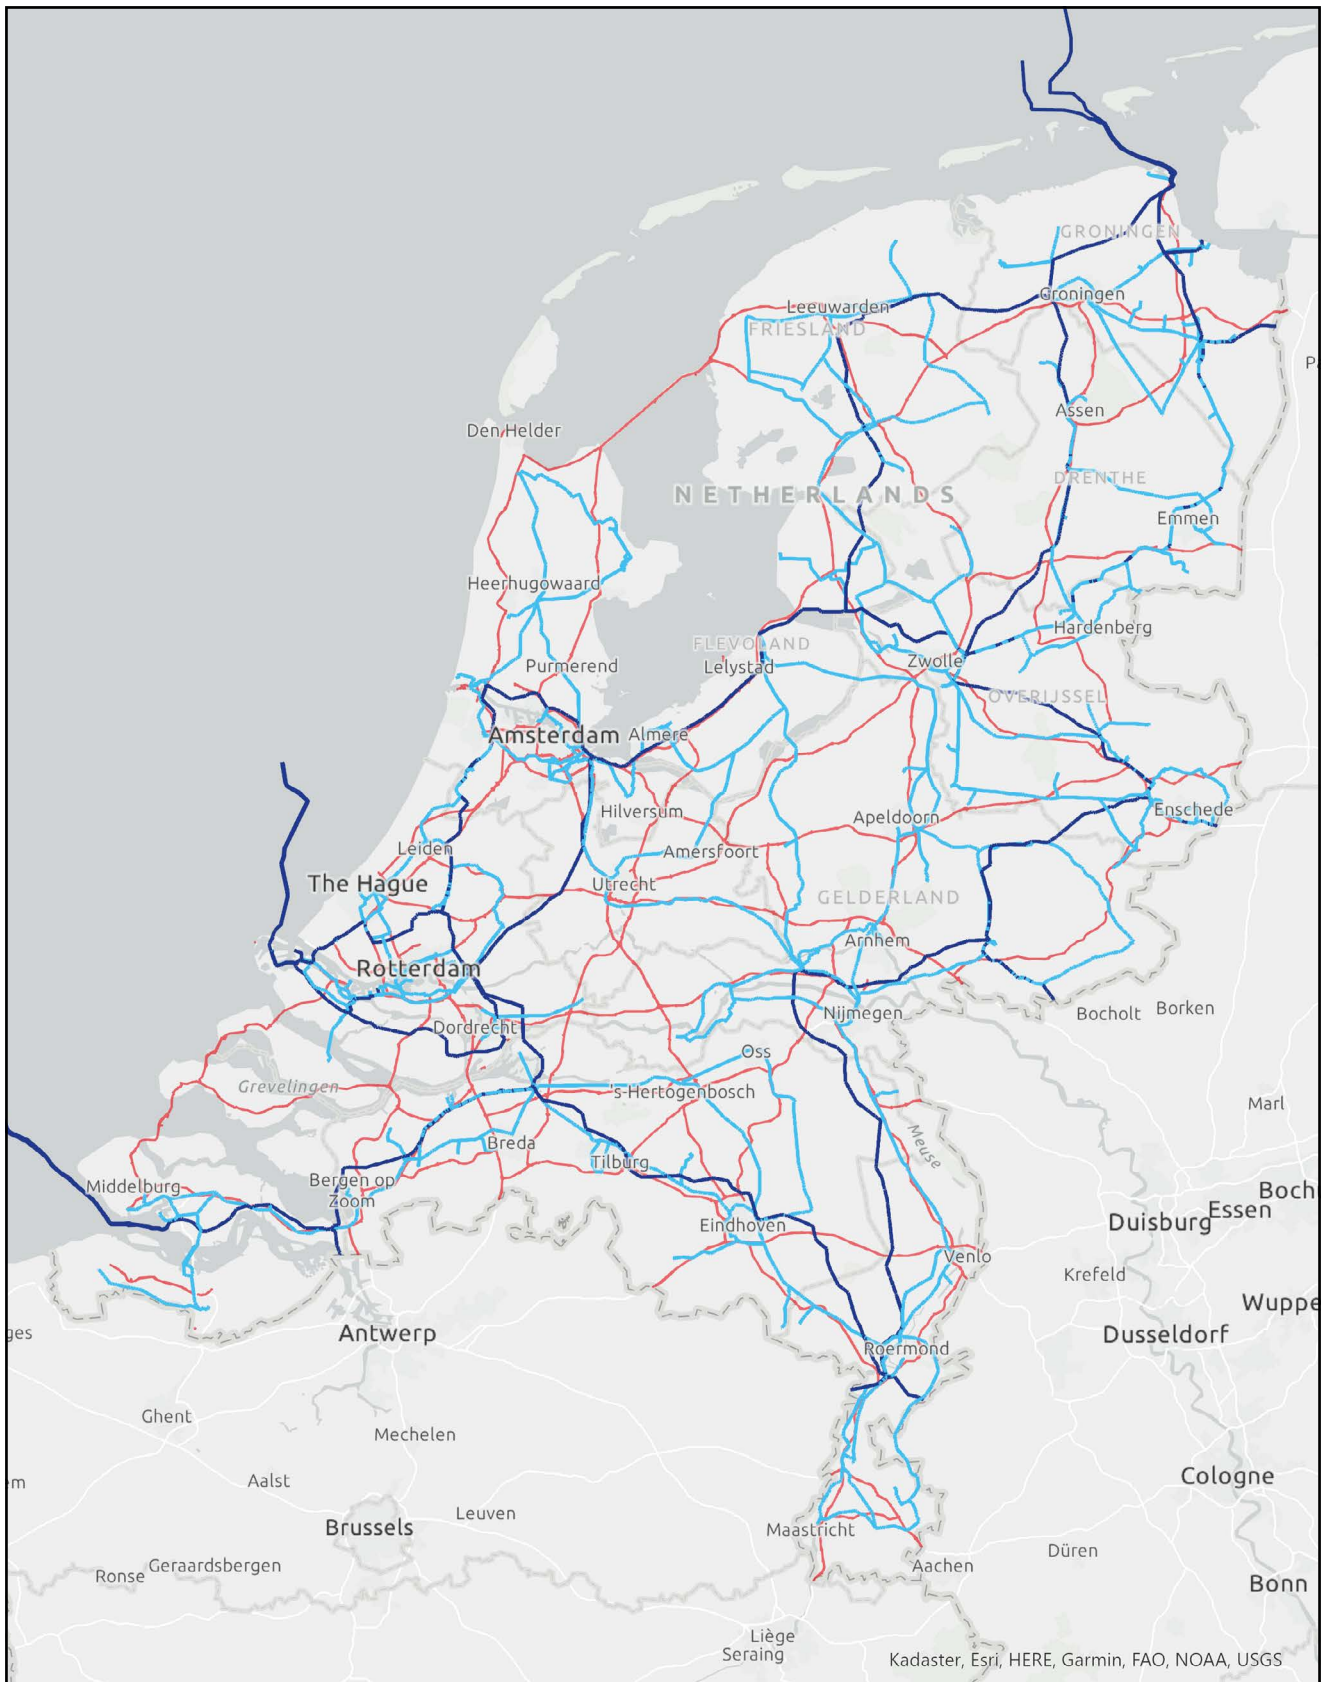 GRONINGEN
Groningen
Leeuwarden
FRIESLAND
Assen
Den Helder
DRENTHE
NETHERLANDS
Emmen
Heerhugowaard
Hardenberg
FLEVOLAND
Purmerend
Lelystad
Zwolle
OVERIJSSEL
Amsterdam
Almere
Hilversum
Apeldoorn
Enschede
Leiden
Amersfoort
The Hague
Utrecht
GELDERLAND
Arnhem
Rotterdam
Nijmegen
Bocholt
Borken
Dordrecht
Oss
Grevelingen
's-Hertogenbosch
Marl
Breda
Meuse
Tilburg
Middelburg
Bergen op
Zoom
Essen
Duisburg
Eindhoven
Venlo
Krefeld
Antwerp
Dusseldorf
Roermond
Ghent
Mechelen
Cologne
Aalst
Leuven
Brussels
Maastricht
Düren
Geraardsbergen
Aachen
Ronse
Bonn
Liège
Seraing
Kadaster, Esri, HERE, Garmin, FAO, NOAA, USGS